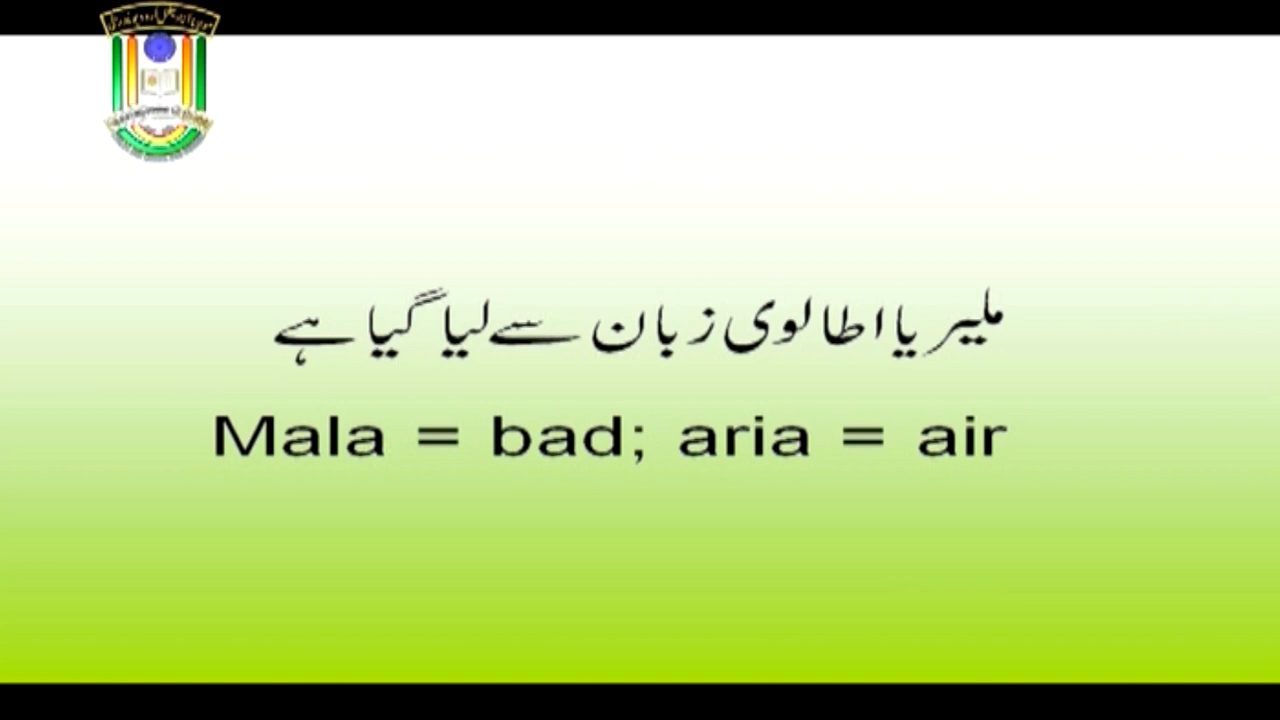 ملیریا اطالوی زبان سے لیا گیا ہے
Mala = bad; aria = air